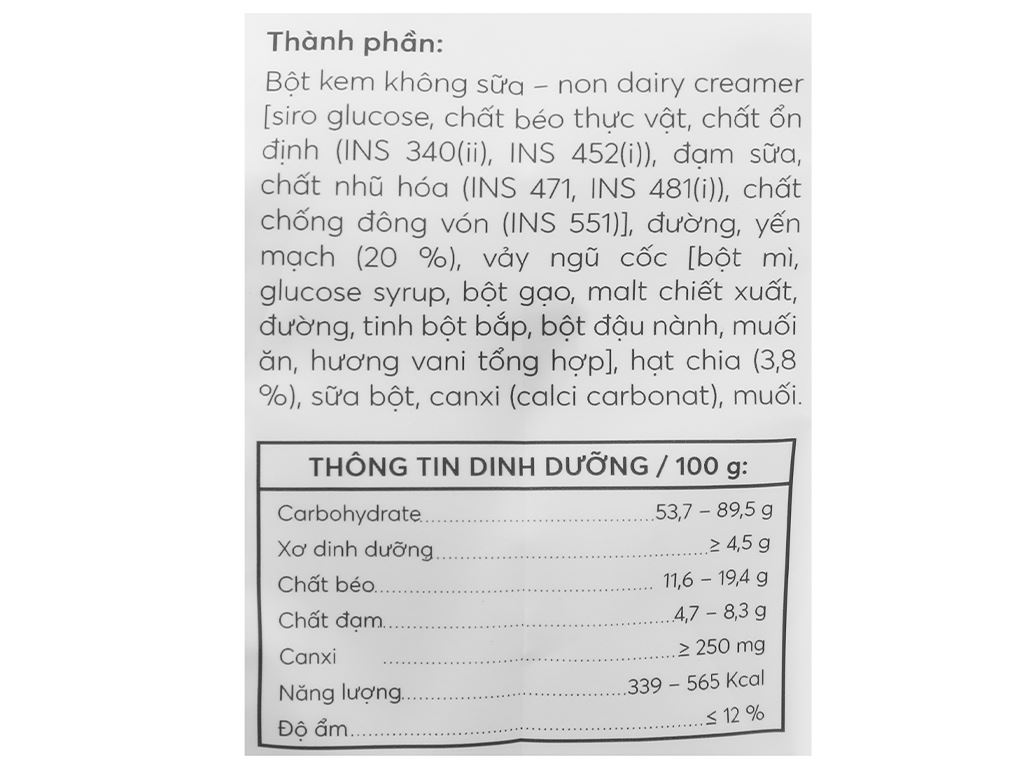 Thành phần:
Bột kem không sữa – non dairy creamer
[siro glucose, chất béo thực vật, chất ổn
định (INS 340(ii), INS 452(i)), đạm sữa,
chất nhũ hóa (INS 471, INS 481(i)), chất
chống đông vón (INS 551)], đường, yến
mạch (20 %), vảy ngũ cốc [bột mì,
glucose syrup, bột gạo, malt chiết xuất,
đường, tinh bột bắp, bột đậu nành, muối
ăn, hương vani tổng hợp], hạt chia (3,8
%), sữa bột, canxi (calci carbonat), muối.
THÔNG TIN DINH DƯỠNG / 100 g:
Carbohydrate 53,7 – 89,5 g
Xơ dinh dưỡng ≥ 4,5 g
Chất béo 11,6 – 19,4 g
Chất đạm 4,7 – 8,3 g
Canxi ≥ 250 mg
Năng lượng 339 – 565 Kcal
Độ ẩm ≤ 12 %